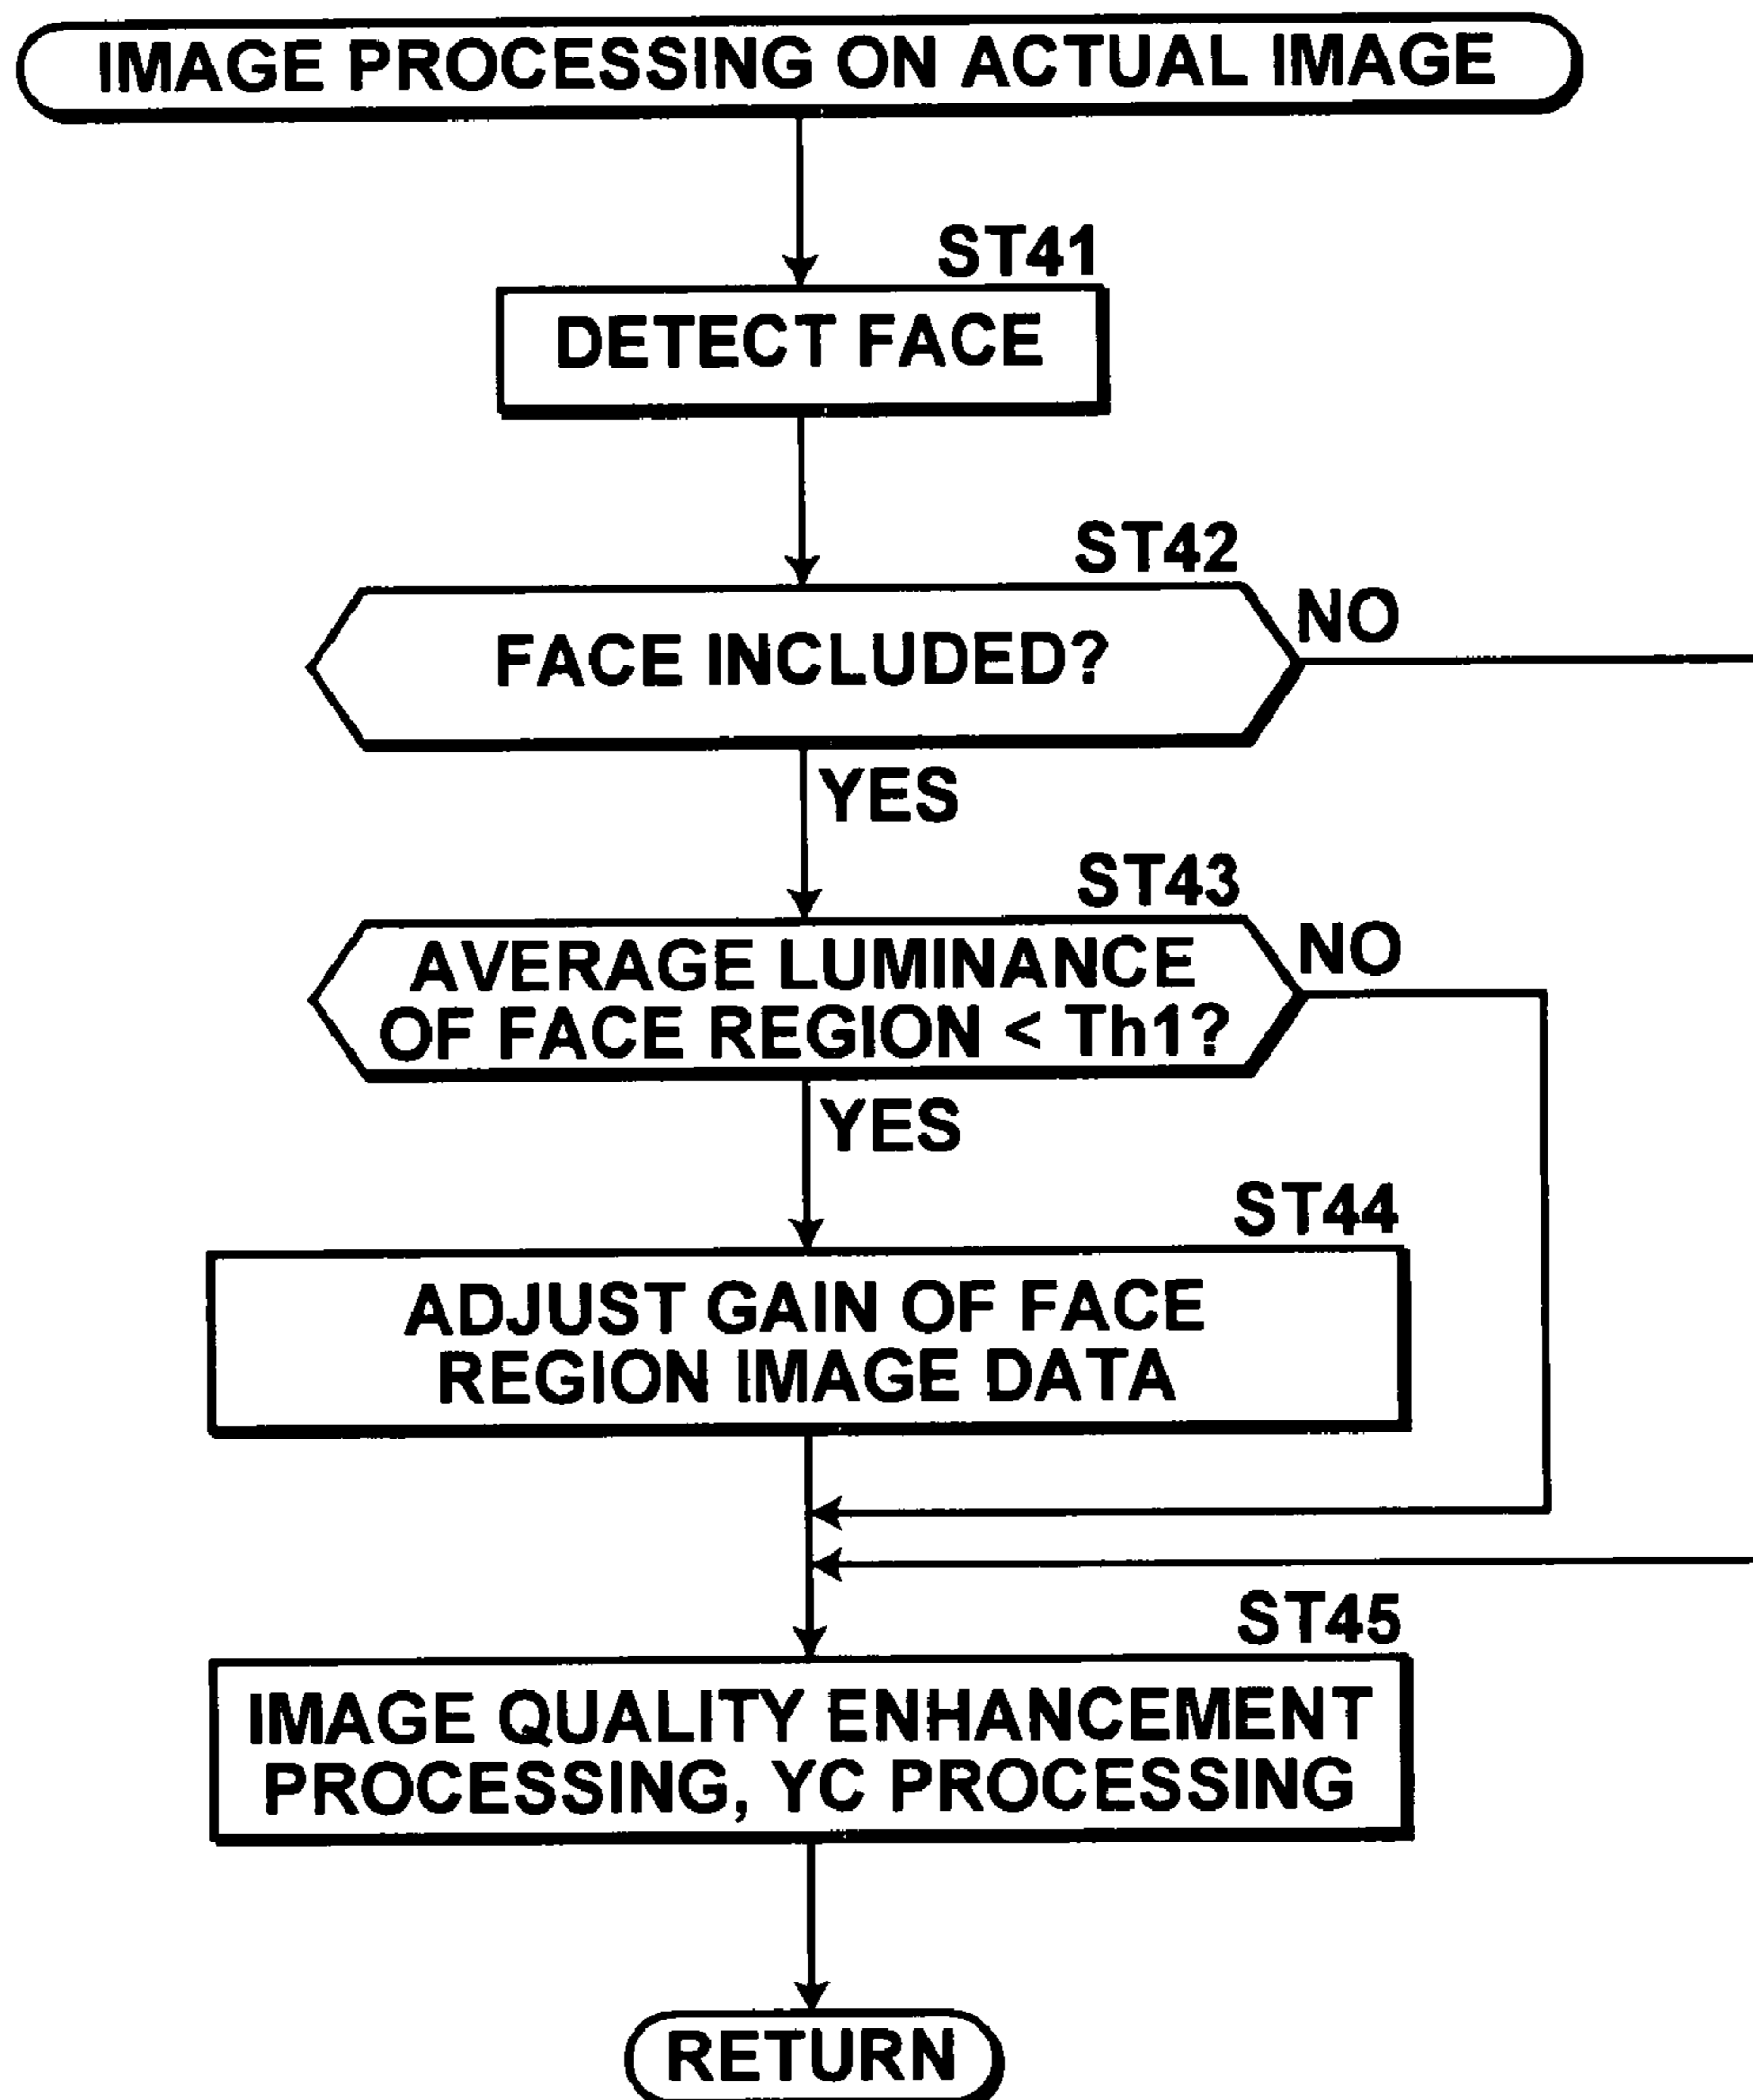 IMAGE PROCESSING ON ACTUAL IMAGE
ST41
DETECT FACE
ST42
FACE INCLUDED?
NO
YES
ST43
AVERAGE LUMINANCE
OF FACE REGION < Th1?
NO
YES
ST44
ADJUST GAIN OF FACE
REGION IMAGE DATA
ST45
IMAGE QUALITY ENHANCEMENT
PROCESSING, YC PROCESSING
RETURN